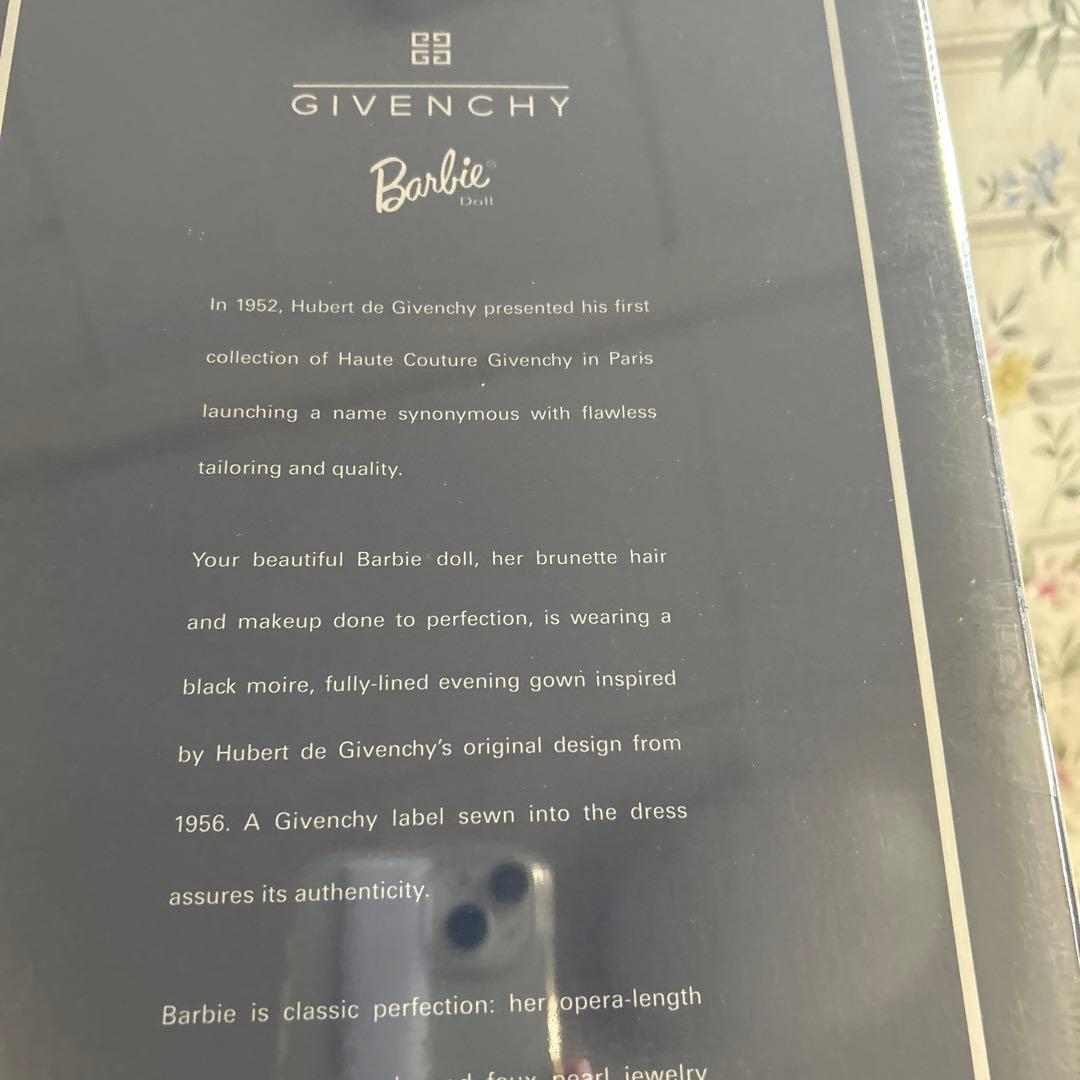 GIVENCHY
Barbie®
Doll
In 1952, Hubert de Givenchy presented his first
collection of Haute Couture Givenchy in Paris
launching a name synonymous with flawless
tailoring and quality.
Your beautiful Barbie® doll, her brunette hair
and makeup done to perfection, is wearing a
black moire, fully-lined evening gown inspired
by Hubert de Givenchy's original design from
1956. A Givenchy label sewn into the dress
assures its authenticity.
Barbie is classic perfection: her opera-length
faux pearl jewelry